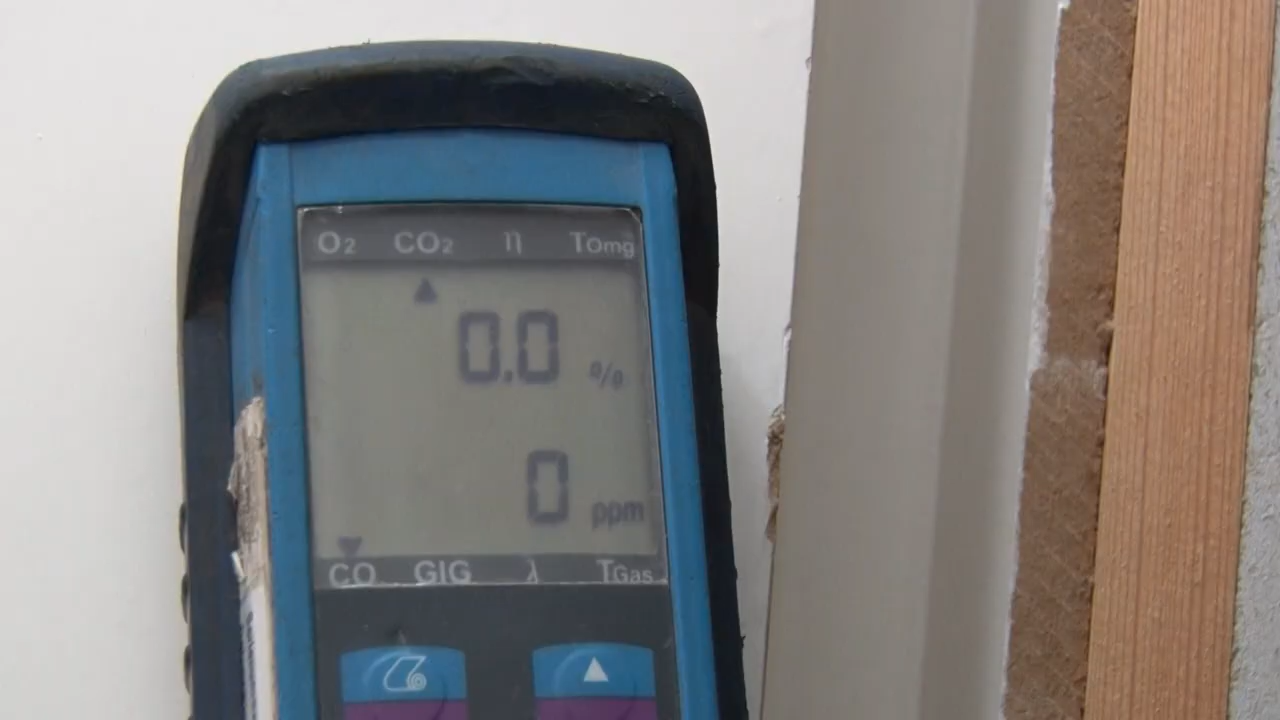 O2 CO2 η TOmg
0.0 %
0 ppm
CO GIG λ TGas